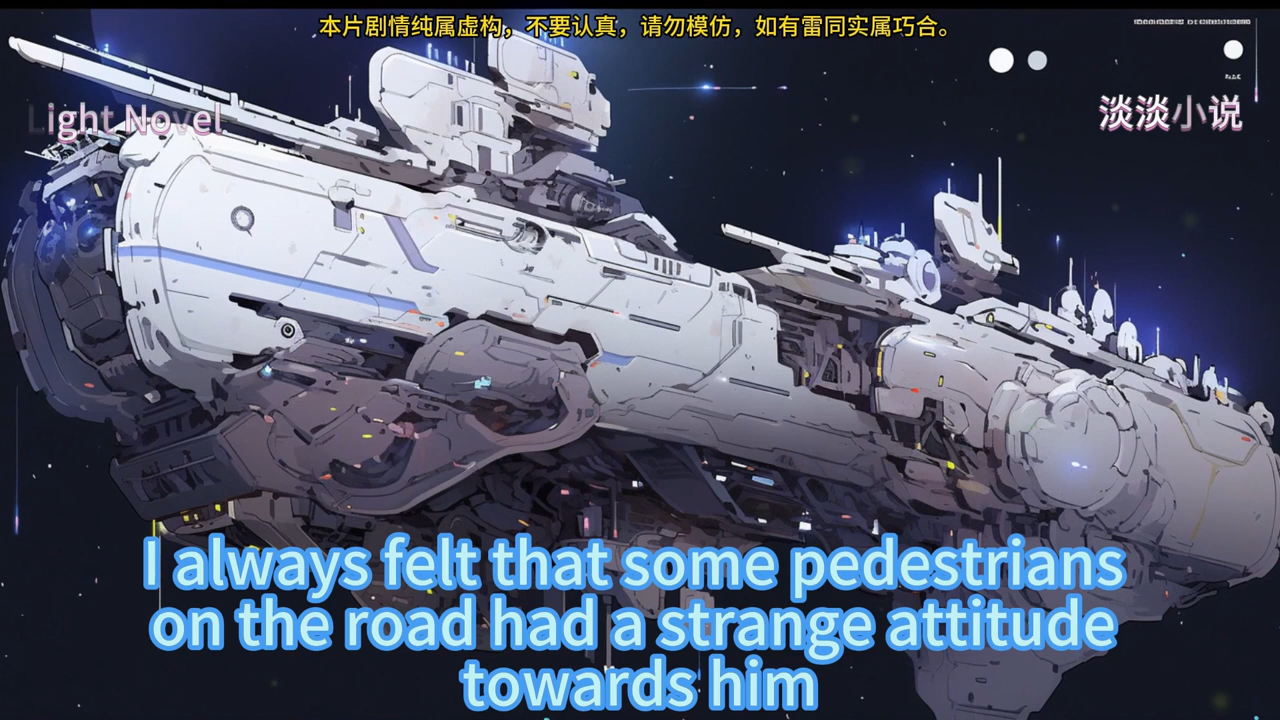 本片剧情纯属虚构，不要认真，请勿模仿，如有雷同实属巧合。
Light Novel
淡淡小说
I always felt that some pedestrians
on the road had a strange attitude
towards him